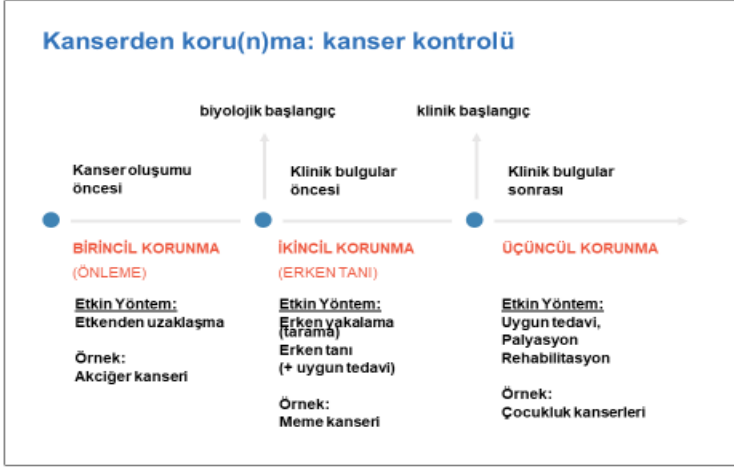 Kanserden koru(n)ma: kanser kontrolü
biyolojik başlangıç
klinik başlangıç
Kanser oluşumu
öncesi
Klinik bulgular
öncesi
Klinik bulgular
sonrası
BİRİNCİL KORUNMA
(ÖNLEME)
Etkin Yöntem:
Etkenden uzaklaşma
Örnek:
Akciğer kanseri
İKİNCİL KORUNMA
(ERKEN TANI)
Etkin Yöntem:
Erken yakalama
(tarama)
Erken tanı
(+ uygun tedavi)
Örnek:
Meme kanseri
ÜÇÜNCÜL KORUNMA
Etkin Yöntem:
Uygun tedavi,
Palyasyon
Rehabilitasyon
Örnek:
Çocukluk kanserleri